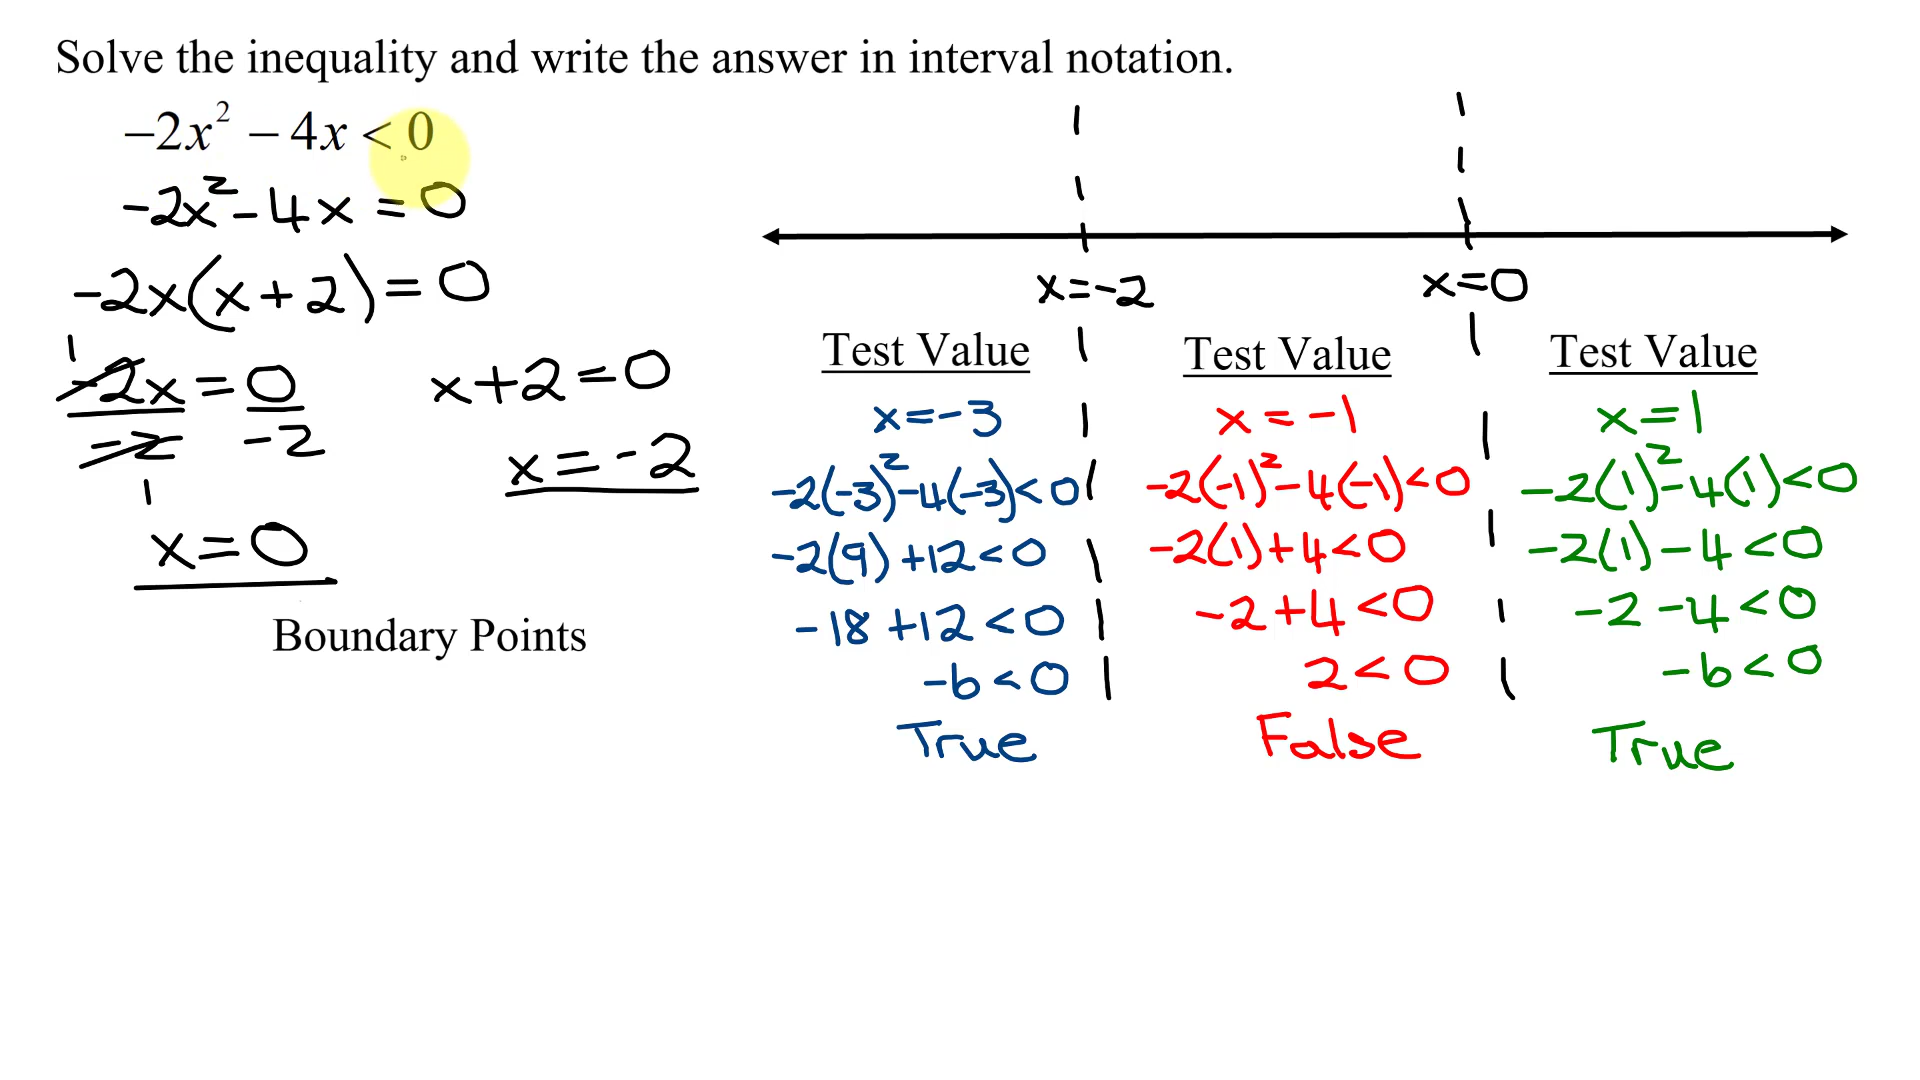 Solve the inequality and write the answer in interval notation.
−2x² − 4x < 0
-2x²-4x=0
-2x(x+2)=0
1
-2x = 0
-2 -2
1
x=0
x+2=0
x=-2
Boundary Points
x=-2 x=0
Test Value
x=-3
-2(-3)²-4(-3)<0
-2(9)+12<0
-18+12<0
-6<0
True
Test Value
x=-1
-2(-1)²-4(-1)<0
-2(1)+4<0
-2+4<0
2<0
False
Test Value
x=1
-2(1)²-4(1)<0
-2(1)-4<0
-2-4<0
-6<0
True